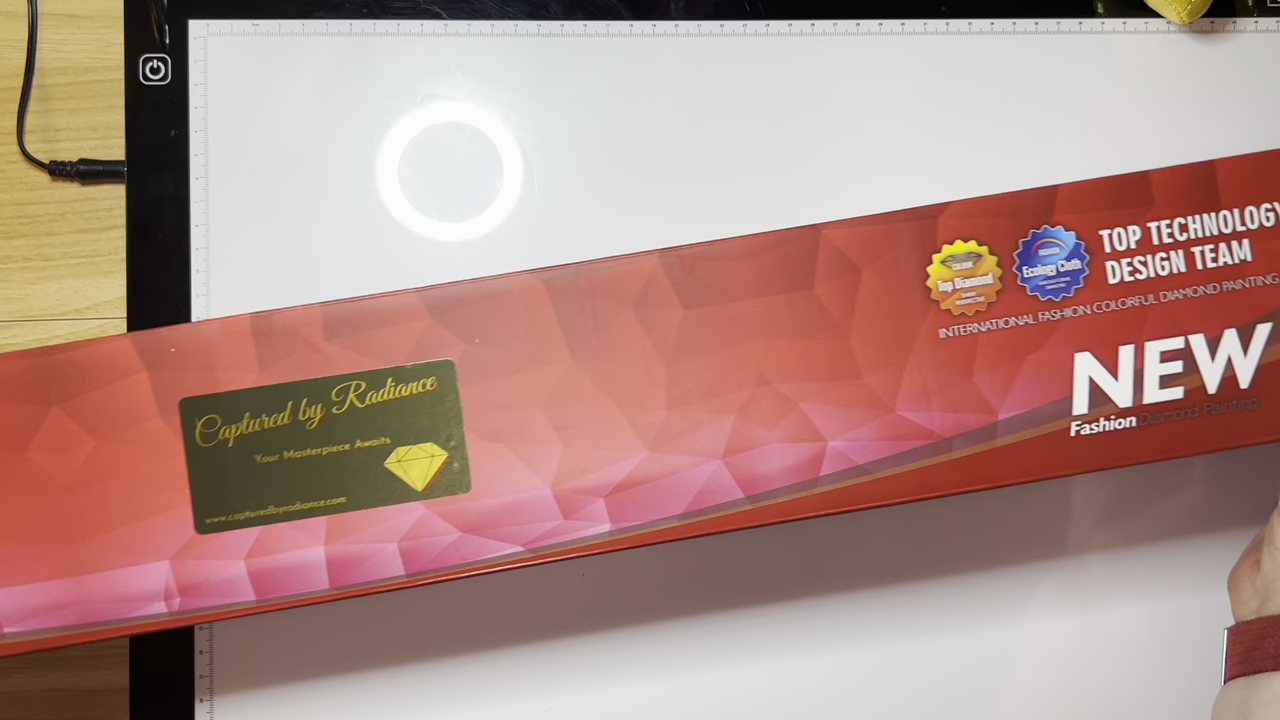 Captured by Radiance
Your Masterpiece Awaits
www.capturedbyradiance.com
Top Diamond
Ecology Cloth
TOP TECHNOLOGY
DESIGN TEAM
INTERNATIONAL FASHION COLORFUL DIAMOND PAINTING
NEW
Fashion Diamond Painting